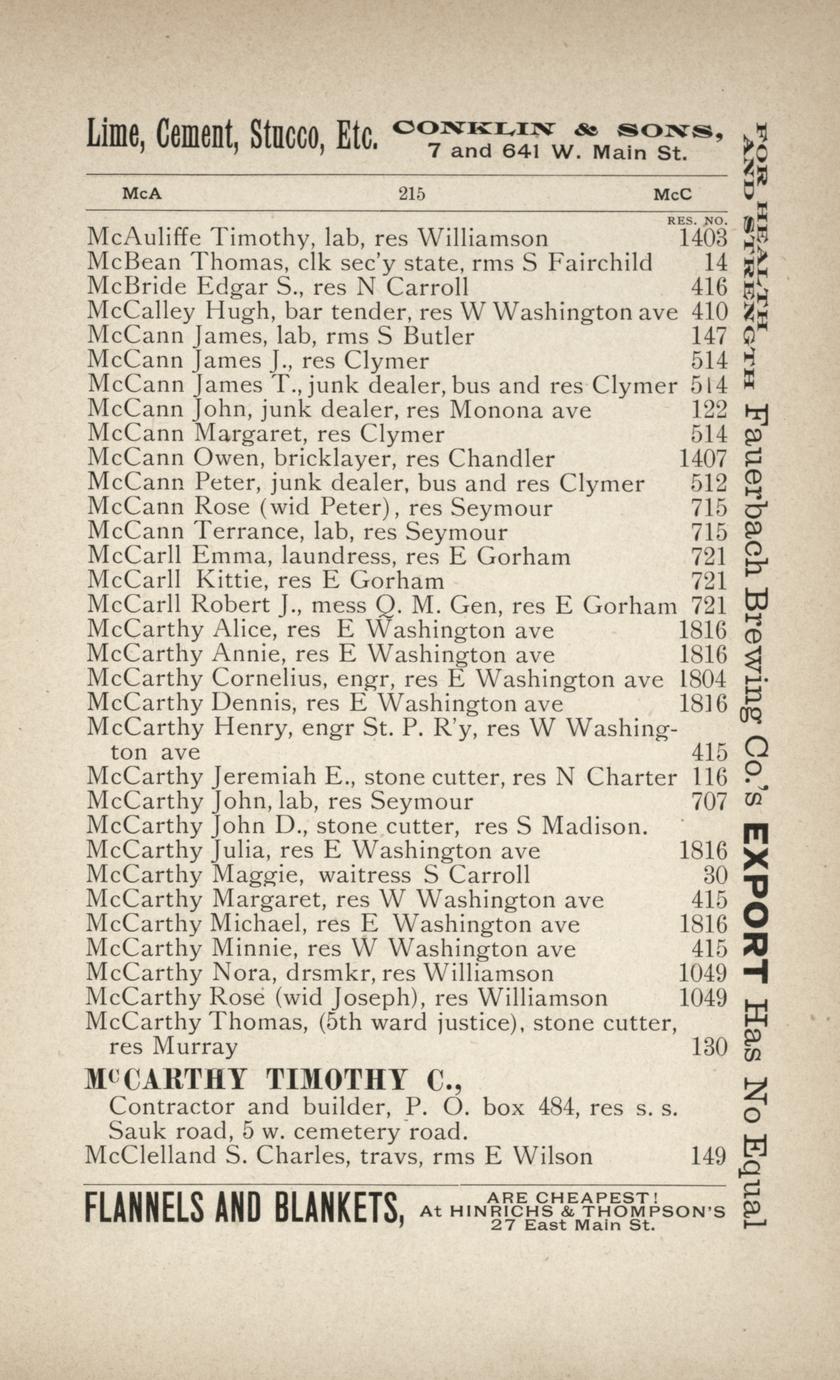 Lime, Cement, Stucco, Etc. CONKLIN & SONS,
7 and 641 W. Main St.
McA 215 McC
RES. NO.
McAuliffe Timothy, lab, res Williamson 1403
McBean Thomas, clk sec'y state, rms S Fairchild 14
McBride Edgar S., res N Carroll 416
McCalley Hugh, bar tender, res W Washington ave 410
McCann James, lab, rms S Butler 147
McCann James J., res Clymer 514
McCann James T., junk dealer, bus and res Clymer 514
McCann John, junk dealer, res Monona ave 122
McCann Margaret, res Clymer 514
McCann Owen, bricklayer, res Chandler 1407
McCann Peter, junk dealer, bus and res Clymer 512
McCann Rose (wid Peter), res Seymour 715
McCann Terrance, lab, res Seymour 715
McCarll Emma, laundress, res E Gorham 721
McCarll Kittie, res E Gorham 721
McCarll Robert J., mess Q. M. Gen, res E Gorham 721
McCarthy Alice, res E Washington ave 1816
McCarthy Annie, res E Washington ave 1816
McCarthy Cornelius, engr, res E Washington ave 1804
McCarthy Dennis, res E Washington ave 1816
McCarthy Henry, engr St. P. R'y, res W Washing-
ton ave 415
McCarthy Jeremiah E., stone cutter, res N Charter 116
McCarthy John, lab, res Seymour 707
McCarthy John D., stone cutter, res S Madison.
McCarthy Julia, res E Washington ave 1816
McCarthy Maggie, waitress S Carroll 30
McCarthy Margaret, res W Washington ave 415
McCarthy Michael, res E Washington ave 1816
McCarthy Minnie, res W Washington ave 415
McCarthy Nora, drsmkr, res Williamson 1049
McCarthy Rose (wid Joseph), res Williamson 1049
McCarthy Thomas, (5th ward justice), stone cutter,
res Murray 130
McCARTHY TIMOTHY C.,
Contractor and builder, P. O. box 484, res s. s.
Sauk road, 5 w. cemetery road.
McClelland S. Charles, travs, rms E Wilson 149
FLANNELS AND BLANKETS, ARE CHEAPEST!
At HINRICHS & THOMPSON'S
27 East Main St.
FOR HEALTH
AND STRENGTH Fauerbach Brewing Co.'s EXPORT Has No Equal